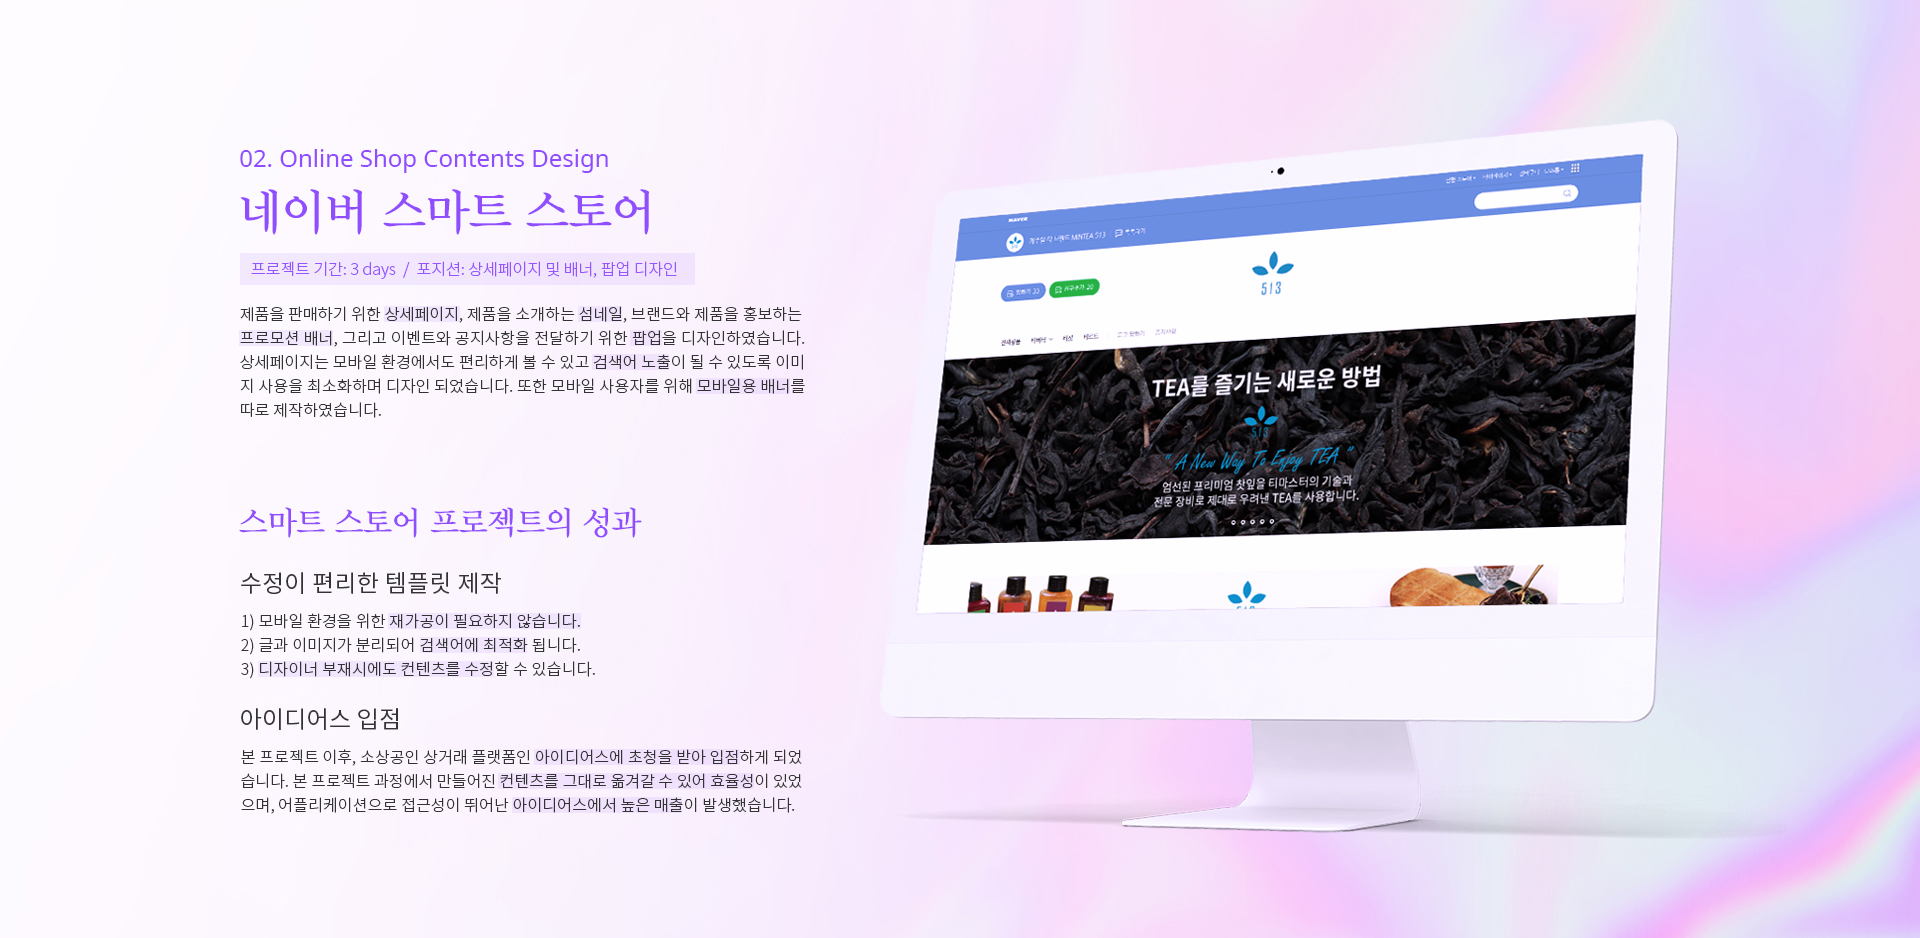 02. Online Shop Contents Design
네이버 스마트 스토어
프로젝트 기간: 3 days / 포지션: 상세페이지 및 배너, 팝업 디자인
제품을 판매하기 위한 상세페이지, 제품을 소개하는 섬네일, 브랜드와 제품을 홍보하는
프로모션 배너, 그리고 이벤트와 공지사항을 전달하기 위한 팝업을 디자인하였습니다.
상세페이지는 모바일 환경에서도 편리하게 볼 수 있고 검색어 노출이 될 수 있도록 이미
지 사용을 최소화하며 디자인 되었습니다. 또한 모바일 사용자를 위해 모바일용 배너를
따로 제작하였습니다.
스마트 스토어 프로젝트의 성과
수정이 편리한 템플릿 제작
1) 모바일 환경을 위한 재가공이 필요하지 않습니다.
2) 글과 이미지가 분리되어 검색어에 최적화 됩니다.
3) 디자이너 부재시에도 컨텐츠를 수정할 수 있습니다.
아이디어스 입점
본 프로젝트 이후, 소상공인 상거래 플랫폼인 아이디어스에 초청을 받아 입점하게 되었
습니다. 본 프로젝트 과정에서 만들어진 컨텐츠를 그대로 옮겨갈 수 있어 효율성이 있었
으며, 어플리케이션으로 접근성이 뛰어난 아이디어스에서 높은 매출이 발생했습니다.
NAVER
MINTEA 513
513
TEA를 즐기는 새로운 방법
513
" A New Way To Enjoy TEA "
엄선된 프리미엄 찻잎을 티마스터의 기술과
전문 장비로 제대로 우려낸 TEA를 사용합니다.